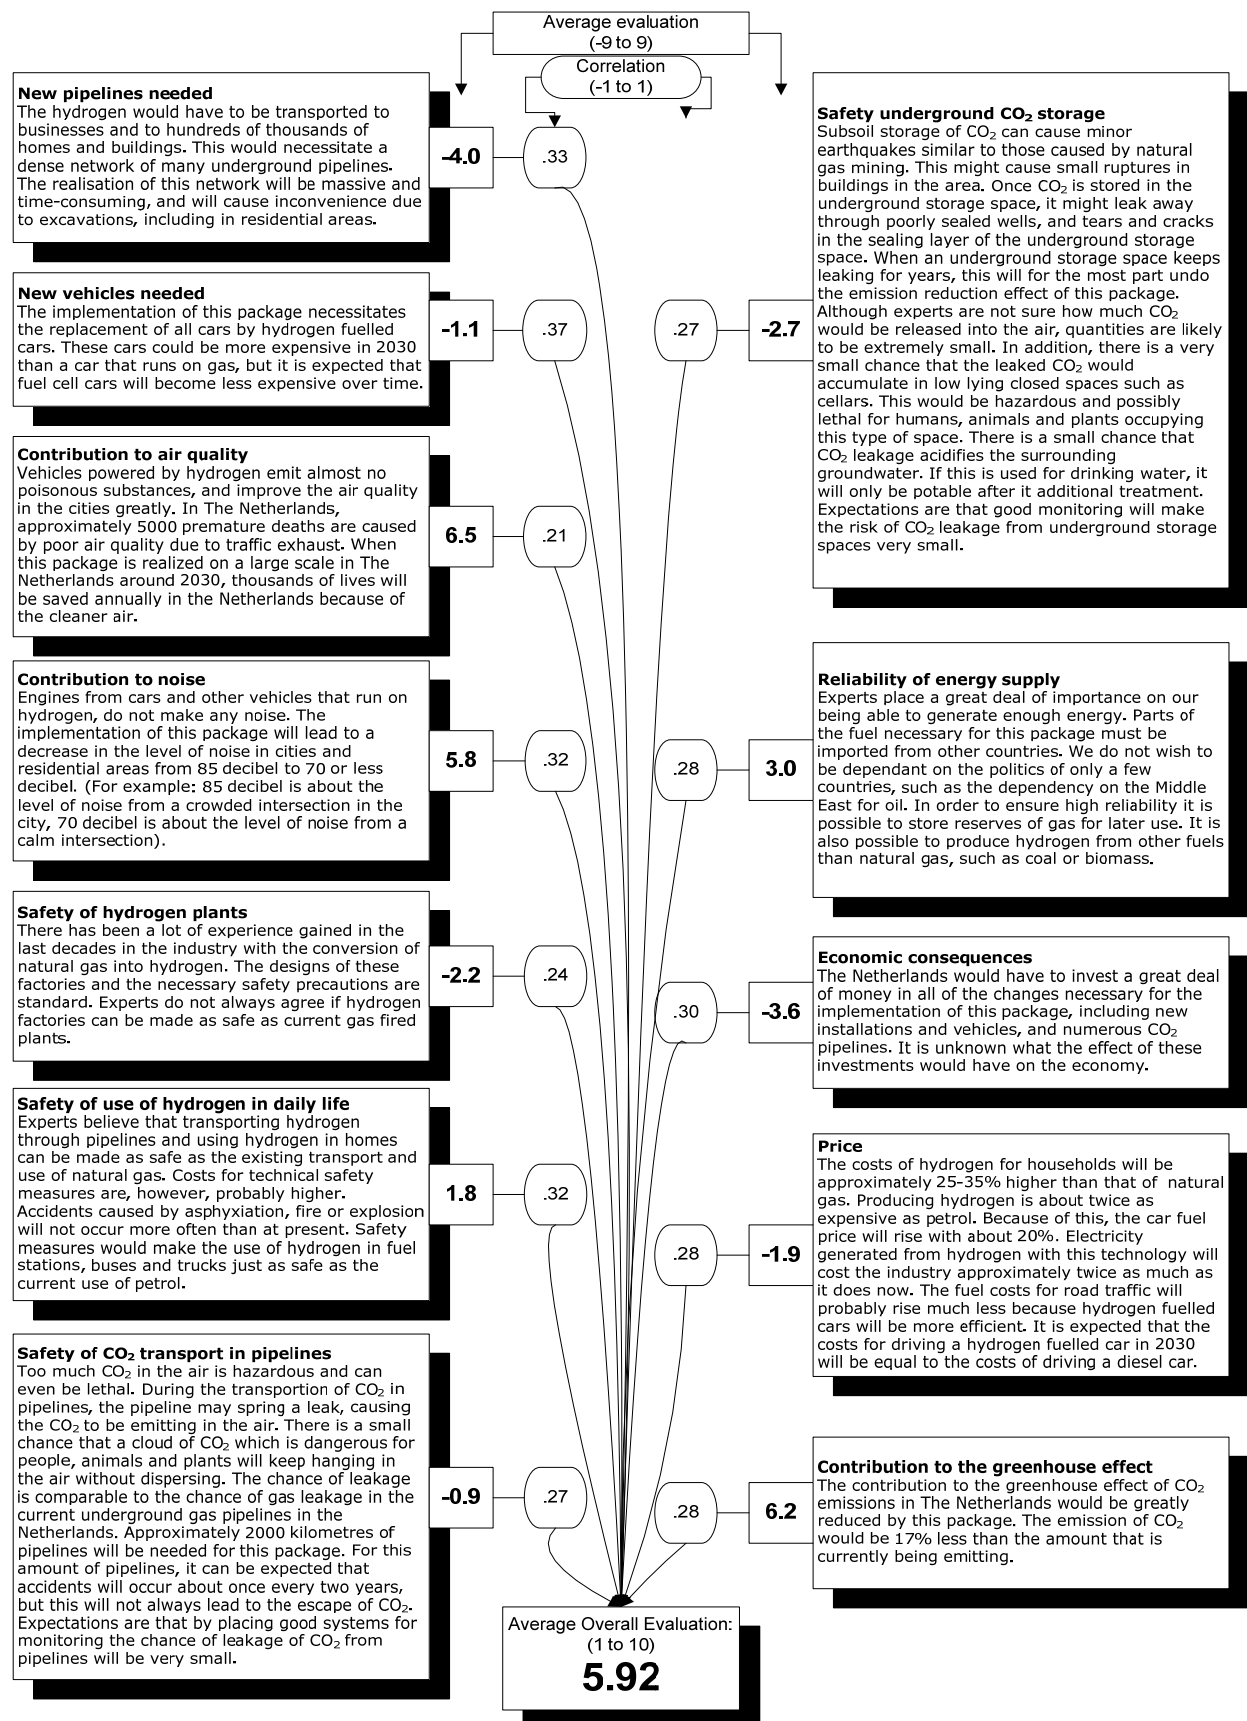 Average evaluation
(-9 to 9)
Correlation
(-1 to 1)
New pipelines needed
The hydrogen would have to be transported to
businesses and to hundreds of thousands of
homes and buildings. This would necessitate a
dense network of many underground pipelines.
The realisation of this network will be massive and
time-consuming, and will cause inconvenience due
to excavations, including in residential areas.
-4.0
.33
New vehicles needed
The implementation of this package necessitates
the replacement of all cars by hydrogen fuelled
cars. These cars could be more expensive in 2030
than a car that runs on gas, but it is expected that
fuel cell cars will become less expensive over time.
-1.1
.37
Contribution to air quality
Vehicles powered by hydrogen emit almost no
poisonous substances, and improve the air quality
in the cities greatly. In The Netherlands,
approximately 5000 premature deaths are caused
by poor air quality due to traffic exhaust. When
this package is realized on a large scale in The
Netherlands around 2030, thousands of lives will
be saved annually in the Netherlands because of
the cleaner air.
6.5
.21
Contribution to noise
Engines from cars and other vehicles that run on
hydrogen, do not make any noise. The
implementation of this package will lead to a
decrease in the level of noise in cities and
residential areas from 85 decibel to 70 or less
decibel. (For example: 85 decibel is about the
level of noise from a crowded intersection in the
city, 70 decibel is about the level of noise from a
calm intersection).
5.8
.32
Safety of hydrogen plants
There has been a lot of experience gained in the
last decades in the industry with the conversion of
natural gas into hydrogen. The designs of these
factories and the necessary safety precautions are
standard. Experts do not always agree if hydrogen
factories can be made as safe as current gas fired
plants.
-2.2
.24
Safety of use of hydrogen in daily life
Experts believe that transporting hydrogen
through pipelines and using hydrogen in homes
can be made as safe as the existing transport and
use of natural gas. Costs for technical safety
measures are, however, probably higher.
Accidents caused by asphyxiation, fire or explosion
will not occur more often than at present. Safety
measures would make the use of hydrogen in fuel
stations, buses and trucks just as safe as the
current use of petrol.
1.8
.32
Safety of CO₂ transport in pipelines
Too much CO₂ in the air is hazardous and can
even be lethal. During the transportion of CO₂ in
pipelines, the pipeline may spring a leak, causing
the CO₂ to be emitting in the air. There is a small
chance that a cloud of CO₂ which is dangerous for
people, animals and plants will keep hanging in
the air without dispersing. The chance of leakage
is comparable to the chance of gas leakage in the
current underground gas pipelines in the
Netherlands. Approximately 2000 kilometres of
pipelines will be needed for this package. For this
amount of pipelines, it can be expected that
accidents will occur about once every two years,
but this will not always lead to the escape of CO₂.
Expectations are that by placing good systems for
monitoring the chance of leakage of CO₂ from
pipelines will be very small.
-0.9
.27
Safety underground CO₂ storage
Subsoil storage of CO₂ can cause minor
earthquakes similar to those caused by natural
gas mining. This might cause small ruptures in
buildings in the area. Once CO₂ is stored in the
underground storage space, it might leak away
through poorly sealed wells, and tears and cracks
in the sealing layer of the underground storage
space. When an underground storage space keeps
leaking for years, this will for the most part undo
the emission reduction effect of this package.
Although experts are not sure how much CO₂
would be released into the air, quantities are likely
to be extremely small. In addition, there is a very
small chance that the leaked CO₂ would
accumulate in low lying closed spaces such as
cellars. This would be hazardous and possibly
lethal for humans, animals and plants occupying
this type of space. There is a small chance that
CO₂ leakage acidifies the surrounding
groundwater. If this is used for drinking water, it
will only be potable after it additional treatment.
Expectations are that good monitoring will make
the risk of CO₂ leakage from underground storage
spaces very small.
.27
-2.7
Reliability of energy supply
Experts place a great deal of importance on our
being able to generate enough energy. Parts of
the fuel necessary for this package must be
imported from other countries. We do not wish to
be dependant on the politics of only a few
countries, such as the dependency on the Middle
East for oil. In order to ensure high reliability it is
possible to store reserves of gas for later use. It is
also possible to produce hydrogen from other fuels
than natural gas, such as coal or biomass.
.28
3.0
Economic consequences
The Netherlands would have to invest a great deal
of money in all of the changes necessary for the
implementation of this package, including new
installations and vehicles, and numerous CO₂
pipelines. It is unknown what the effect of these
investments would have on the economy.
.30
-3.6
Price
The costs of hydrogen for households will be
approximately 25-35% higher than that of natural
gas. Producing hydrogen is about twice as
expensive as petrol. Because of this, the car fuel
price will rise with about 20%. Electricity
generated from hydrogen with this technology will
cost the industry approximately twice as much as
it does now. The fuel costs for road traffic will
probably rise much less because hydrogen fuelled
cars will be more efficient. It is expected that the
costs for driving a hydrogen fuelled car in 2030
will be equal to the costs of driving a diesel car.
.28
-1.9
Contribution to the greenhouse effect
The contribution to the greenhouse effect of CO₂
emissions in The Netherlands would be greatly
reduced by this package. The emission of CO₂
would be 17% less than the amount that is
currently being emitting.
.28
6.2
Average Overall Evaluation:
(1 to 10)
5.92